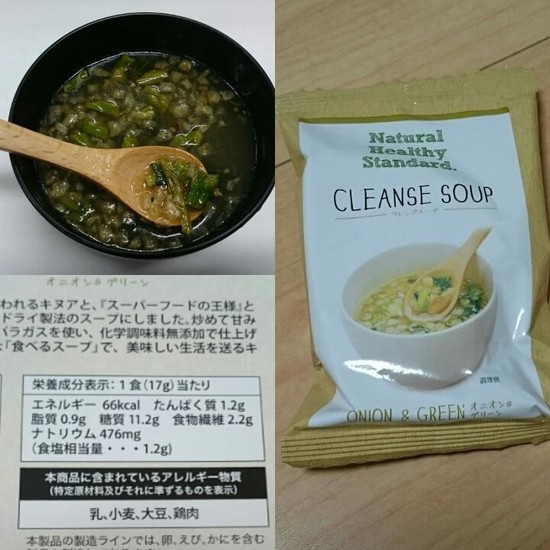 オニオン&グリーン
われるキヌアと、『スーパーフードの王様』と
ドライ製法のスープにしました。炒めて甘み
パラガスを使い、化学調味料無添加で仕上げ
「食べるスープ」で、美味しい生活を送るキ
栄養成分表示:1食(17g)当たり
エネルギー 66kcal たんぱく質 1.2g
脂質 0.9g 糖質 11.2g 食物繊維 2.2g
ナトリウム 476mg
(食塩相当量・・・1.2g)
本商品に含まれているアレルギー物質
(特定原材料及びそれに準ずるものを表示)
乳、小麦、大豆、鶏肉
本製品の製造ラインでは、卵、えび、かにを含む
Natural
Healthy
Standard.
CLEANSE SOUP
クレンズスープ
調理例
ONION & GREEN オニオン&
グリーン